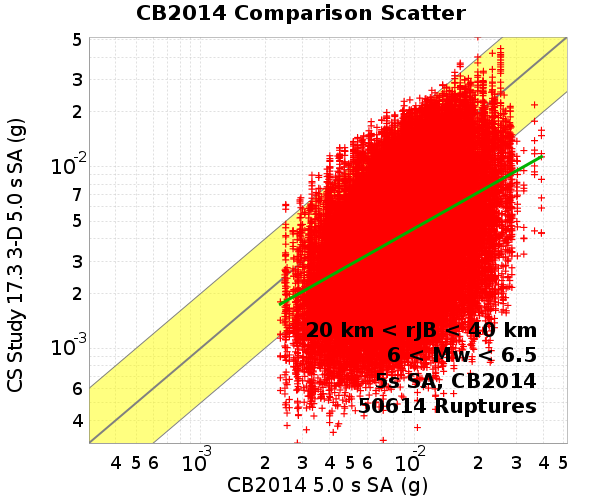 CB2014 Comparison Scatter
5
3
2
10-2
7
5
3
2
10-3
6
4
CS Study 17.3 3-D 5.0 s SA (g)
20 km < rJB < 40 km
6 < Mw < 6.5
5s SA, CB2014
50614 Ruptures
4 5 6 10-3 2 3 4 5 6 10-2 2 3 4 5
CB2014 5.0 s SA (g)